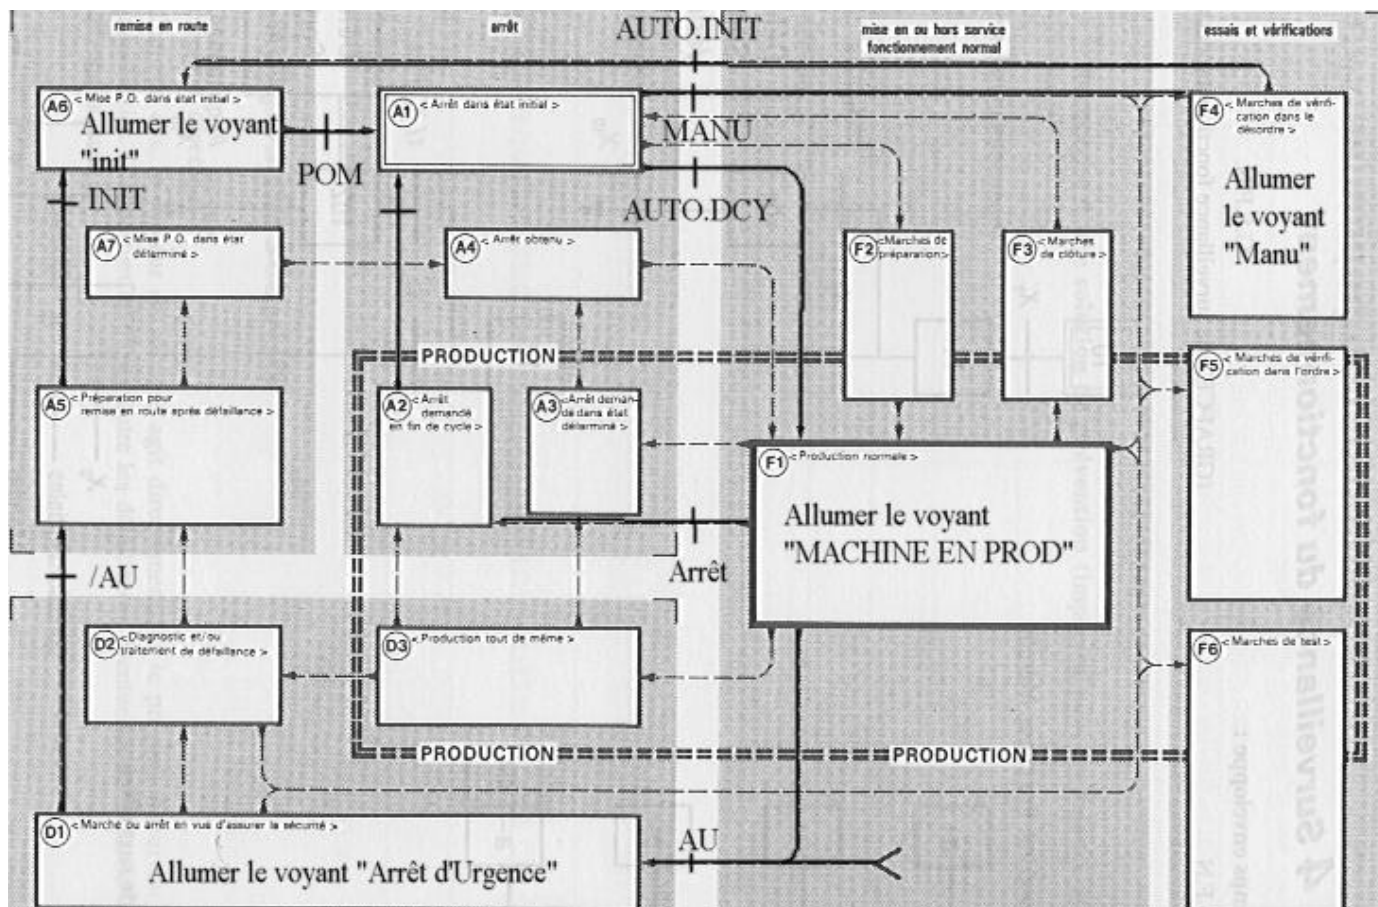 remise en route
arrêt
AUTO.INIT
mise en ou hors service
fonctionnement normal
essais et vérifications
A6
< Mise P.O. dans état initial >
Allumer le voyant
"init"
A1
< Arrêt dans état initial >
MANU
F4
< Marches de vérifi-
cation dans le
désordre >
Allumer
le voyant
"Manu"
POM
INIT
AUTO.DCY
A7
< Mise P.O. dans état
déterminé >
A4
< Arrêt obtenu >
F2
<Marches de
préparation>
F3
< Marches
de clôture >
PRODUCTION
F5
< Marches de vérifi-
cation dans l'ordre >
A5
< Préparation pour
remise en route après défaillance >
A2
< Arrêt
demandé
en fin de cycle >
A3
<Arrêt deman-
dé dans état
déterminé >
F1
< Production normale >
Allumer le voyant
"MACHINE EN PROD"
Arrêt
/AU
D2
<Diagnostic et/ou
traitement de défaillance >
D3
< Production tout de même >
F6
< Marches de test >
PRODUCTION
PRODUCTION
D1
< Marche ou arrêt en vue d'assurer la sécurité >
Allumer le voyant "Arrêt d'Urgence"
AU